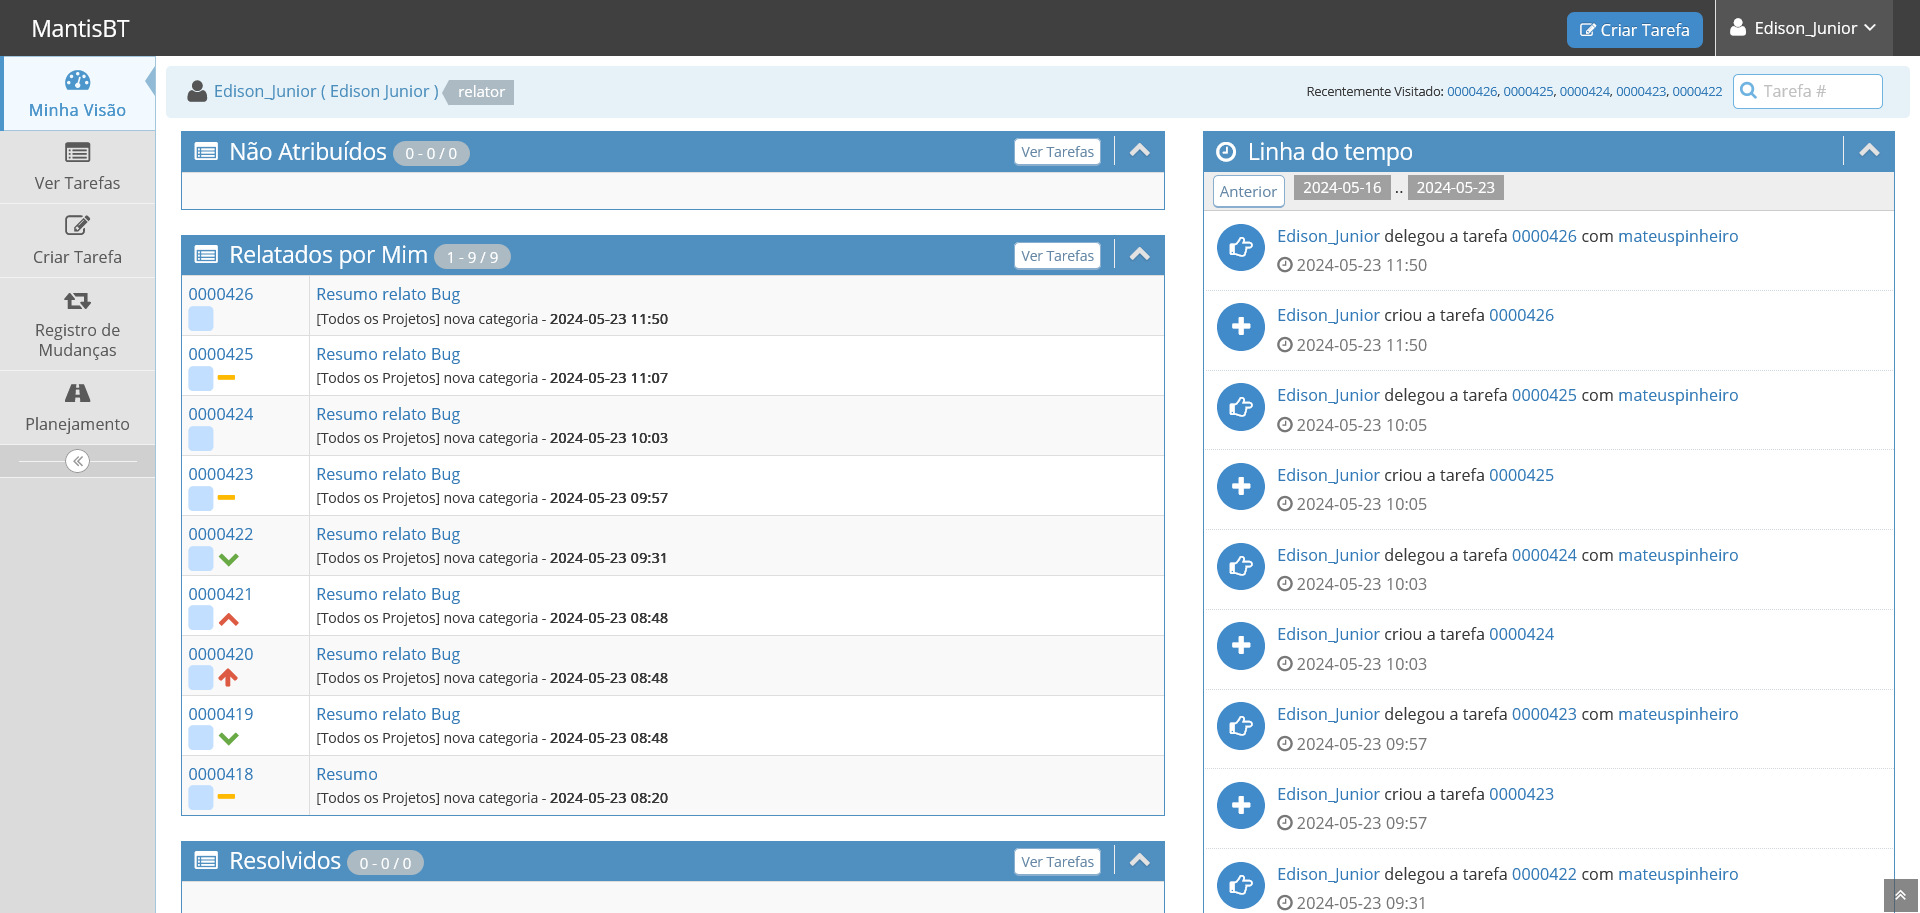 MantisBT
Criar Tarefa
Edison_Junior
Minha Visão
Ver Tarefas
Criar Tarefa
Registro de
Mudanças
Planejamento
Edison_Junior ( Edison Junior ) relator
Recentemente Visitado: 0000426, 0000425, 0000424, 0000423, 0000422
Tarefa #
Não Atribuídos 0 - 0 / 0
Ver Tarefas
Relatados por Mim 1 - 9 / 9
Ver Tarefas
0000426 Resumo relato Bug
[Todos os Projetos] nova categoria - 2024-05-23 11:50
0000425 Resumo relato Bug
[Todos os Projetos] nova categoria - 2024-05-23 11:07
0000424 Resumo relato Bug
[Todos os Projetos] nova categoria - 2024-05-23 10:03
0000423 Resumo relato Bug
[Todos os Projetos] nova categoria - 2024-05-23 09:57
0000422 Resumo relato Bug
[Todos os Projetos] nova categoria - 2024-05-23 09:31
0000421 Resumo relato Bug
[Todos os Projetos] nova categoria - 2024-05-23 08:48
0000420 Resumo relato Bug
[Todos os Projetos] nova categoria - 2024-05-23 08:48
0000419 Resumo relato Bug
[Todos os Projetos] nova categoria - 2024-05-23 08:48
0000418 Resumo
[Todos os Projetos] nova categoria - 2024-05-23 08:20
Resolvidos 0 - 0 / 0
Ver Tarefas
Linha do tempo
Anterior 2024-05-16 .. 2024-05-23
Edison_Junior delegou a tarefa 0000426 com mateuspinheiro
2024-05-23 11:50
Edison_Junior criou a tarefa 0000426
2024-05-23 11:50
Edison_Junior delegou a tarefa 0000425 com mateuspinheiro
2024-05-23 10:05
Edison_Junior criou a tarefa 0000425
2024-05-23 10:05
Edison_Junior delegou a tarefa 0000424 com mateuspinheiro
2024-05-23 10:03
Edison_Junior criou a tarefa 0000424
2024-05-23 10:03
Edison_Junior delegou a tarefa 0000423 com mateuspinheiro
2024-05-23 09:57
Edison_Junior criou a tarefa 0000423
2024-05-23 09:57
Edison_Junior delegou a tarefa 0000422 com mateuspinheiro
2024-05-23 09:31